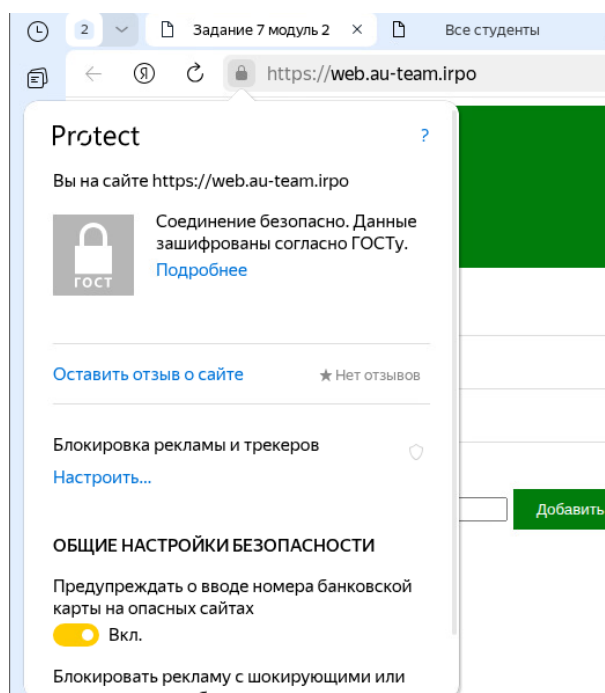 2
Задание 7 модуль 2
Все студенты
https://web.au-team.irpo
Protect
?
Вы на сайте https://web.au-team.irpo
Соединение безопасно. Данные
зашифрованы согласно ГОСТу.
ГОСТ
Подробнее
Оставить отзыв о сайте
Нет отзывов
Блокировка рекламы и трекеров
Настроить...
Добавить
ОБЩИЕ НАСТРОЙКИ БЕЗОПАСНОСТИ
Предупреждать о вводе номера банковской
карты на опасных сайтах
Вкл.
Блокировать рекламу с шокирующими или